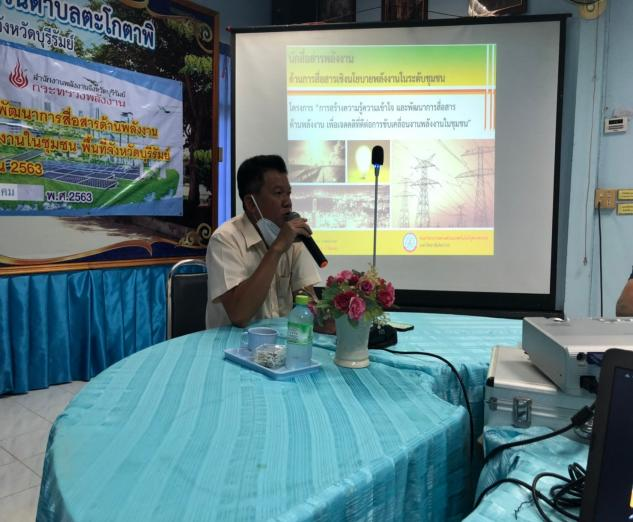 ตำบลตะโกตาพิ
จังหวัดบุรีรัมย์
สำนักงานพลังงานจังหวัดบุรีรัมย์
กระทรวงพลังงาน
พัฒนาการสื่อสารด้านพลังงาน
งานในชุมชน พื้นที่จังหวัดบุรีรัมย์
2563
คม พ.ศ.2563
นักสื่อสารพลังงาน
ด้านการสื่อสารเชิงนโยบายพลังงานในระดับชุมชน
โครงการ "การสร้างความรู้ความเข้าใจ และพัฒนาการสื่อสาร
ด้านพลังงาน เพื่อเจตคติที่ดีต่อการขับเคลื่อนงานพลังงานในชุมชน"